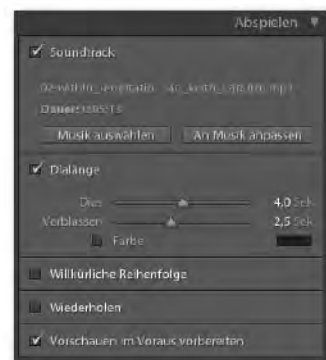 Abspielen
Soundtrack
Dauer:
Musik auswählen An Musik anpassen
Dialänge
Dias 4,0 Sek.
Verblassen 2,5 Sek.
Farbe
Willkürliche Reihenfolge
Wiederholen
Vorschauen im Voraus vorbereiten